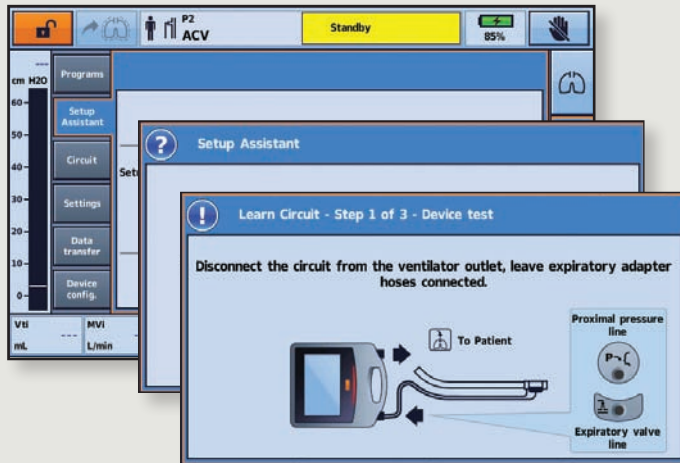 P2
ACV
Standby
85%
---
cm H2O
60
50
40
30
20
10
0
Programs
Setup
Assistant
Circuit
Settings
Data
transfer
Device
config.
Vti
---
mL
MVi
L/min
? Setup Assistant
! Learn Circuit - Step 1 of 3 - Device test
Disconnect the circuit from the ventilator outlet, leave expiratory adapter
hoses connected.
To Patient
Proximal pressure
line
P
Expiratory valve
line